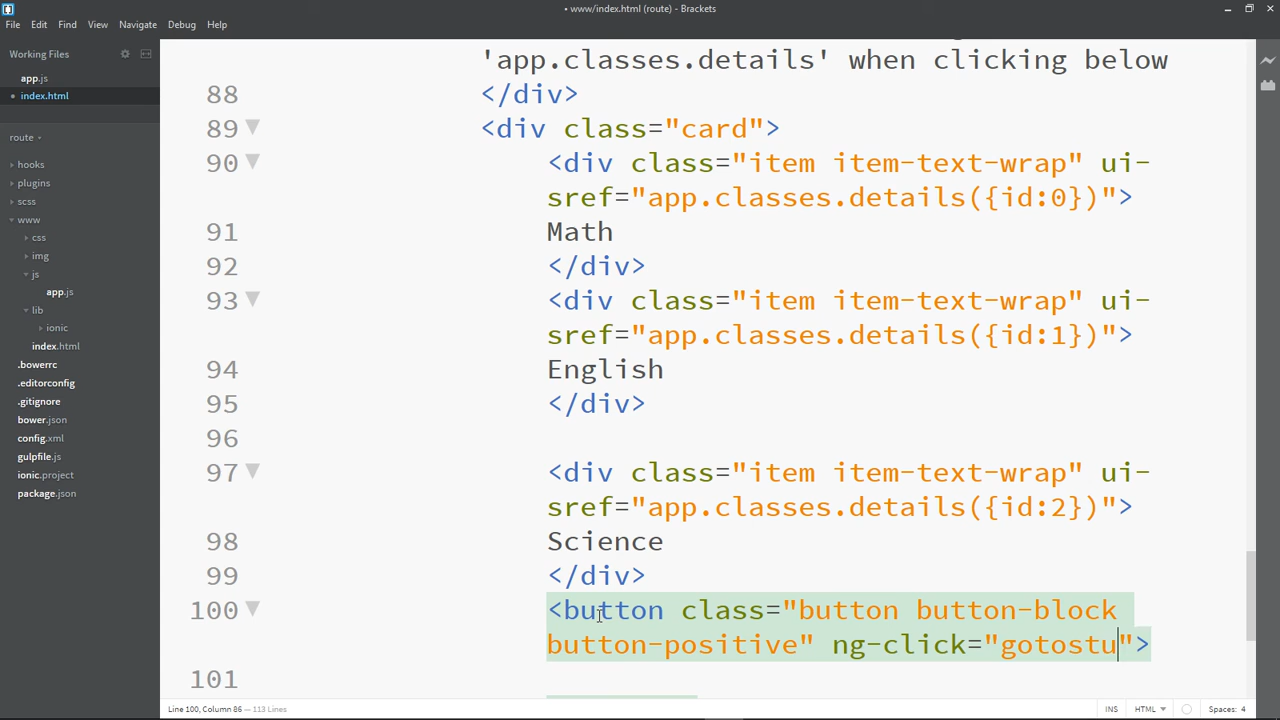 • www/index.html (route) - Brackets
File Edit Find View Navigate Debug Help
Working Files
app.js
• index.html
route
hooks
plugins
scss
www
css
img
js
app.js
lib
ionic
index.html
.bowerrc
.editorconfig
.gitignore
bower.json
config.xml
gulpfile.js
ionic.project
package.json
'app.classes.details' when clicking below
88 </div>
89 <div class="card">
90 <div class="item item-text-wrap" ui-
sref="app.classes.details({id:0})">
91 Math
92 </div>
93 <div class="item item-text-wrap" ui-
sref="app.classes.details({id:1})">
94 English
95 </div>
96
97 <div class="item item-text-wrap" ui-
sref="app.classes.details({id:2})">
98 Science
99 </div>
100 <button class="button button-block
button-positive" ng-click="gotostu">
101
Line 100, Column 86 — 113 Lines
INS HTML Spaces: 4